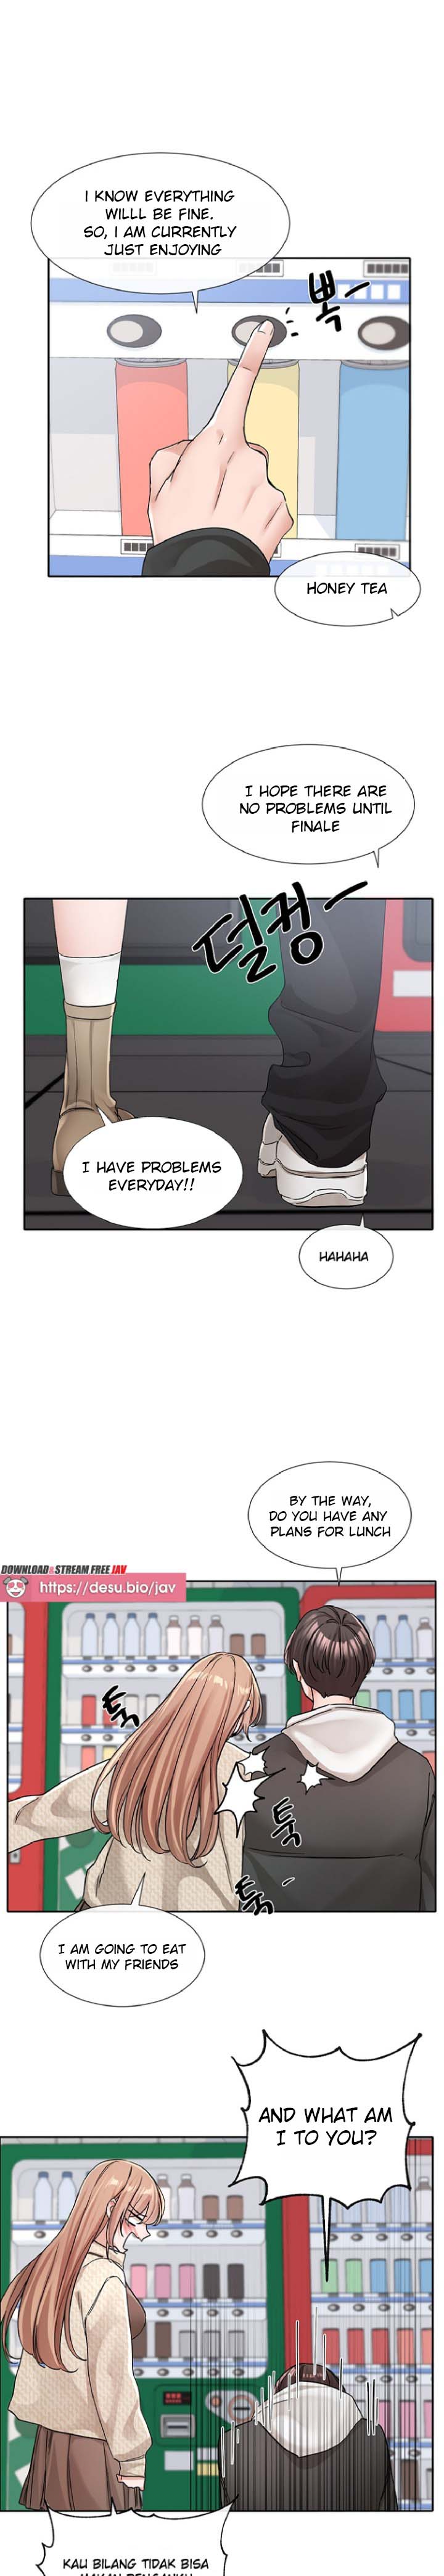 I KNOW EVERYTHING
WILLL BE FINE.
SO, I AM CURRENTLY
JUST ENJOYING
뽁
HONEY TEA
I HOPE THERE ARE
NO PROBLEMS UNTIL
FINALE
덜컹
I HAVE PROBLEMS
EVERYDAY!!
HAHAHA
BY THE WAY,
DO YOU HAVE ANY
PLANS FOR LUNCH
DOWNLOAD & STREAM FREE JAV
https://desu.bio/jav
툭
툭
툭
I AM GOING TO EAT
WITH MY FRIENDS
AND WHAT AM
I TO YOU?
KAU BILANG TIDAK BISA
MAKAN DENGANKU